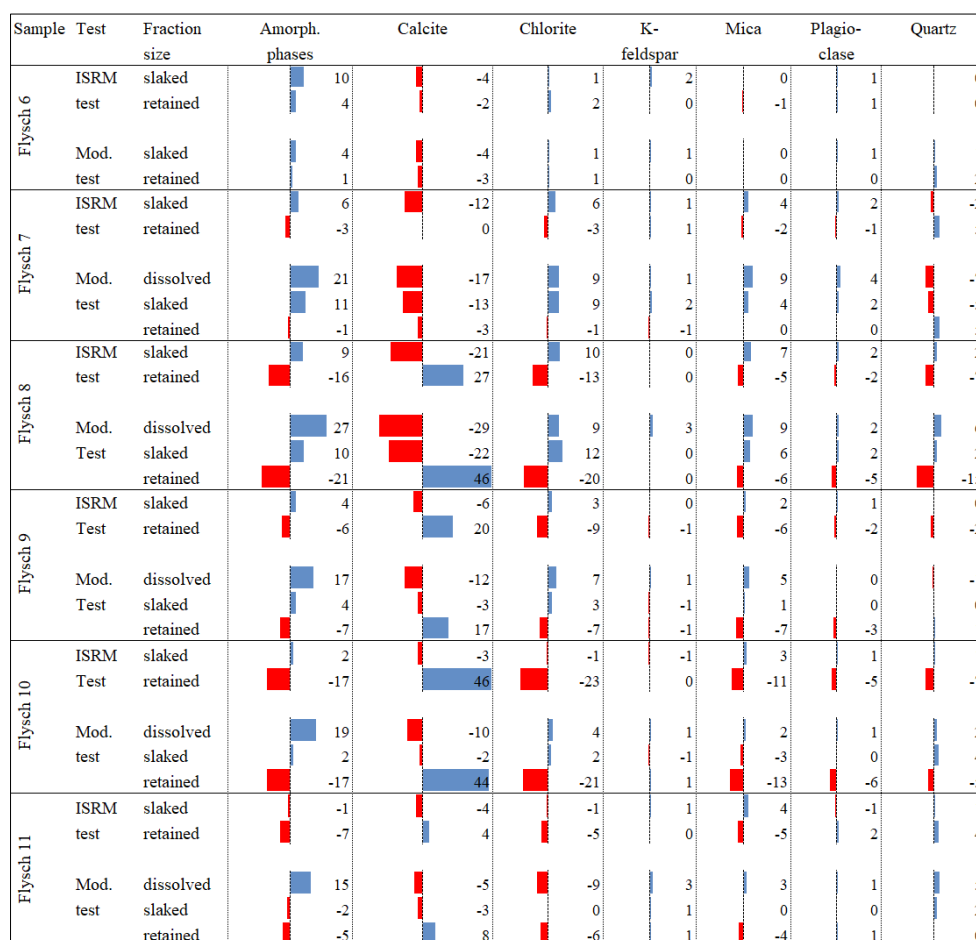 Sample Test Fraction size Amorph. phases Calcite Chlorite K-feldspar Mica Plagio-clase Quartz
Flysch 6
ISRM slaked 10 -4 1 2 0 1
test retained 4 -2 2 0 -1 1
Mod. slaked 4 -4 1 1 0 1
test retained 1 -3 1 0 0 0
Flysch 7
ISRM slaked 6 -12 6 1 4 2
test retained -3 0 -3 1 -2 -1
Mod. dissolved 21 -17 9 1 9 4
test slaked 11 -13 9 2 4 2
retained -1 -3 -1 -1 0 0
Flysch 8
ISRM slaked 9 -21 10 0 7 2
test retained -16 27 -13 0 -5 -2
Mod. dissolved 27 -29 9 3 9 2
Test slaked 10 -22 12 0 6 2
retained -21 46 -20 0 -6 -5
Flysch 9
ISRM slaked 4 -6 3 0 2 1
Test retained -6 20 -9 -1 -6 -2
Mod. dissolved 17 -12 7 1 5 0
Test slaked 4 -3 3 -1 1 0
retained -7 17 -7 -1 -7 -3
Flysch 10
ISRM slaked 2 -3 -1 -1 3 1
Test retained -17 46 -23 0 -11 -5
Mod. dissolved 19 -10 4 1 2 1
test slaked 2 -2 2 -1 -3 0
retained -17 44 -21 1 -13 -6
Flysch 11
ISRM slaked -1 -4 -1 1 4 -1
test retained -7 4 -5 0 -5 2
Mod. dissolved 15 -5 -9 3 3 1
test slaked -2 -3 0 1 0 0
retained -5 8 -6 1 -4 1